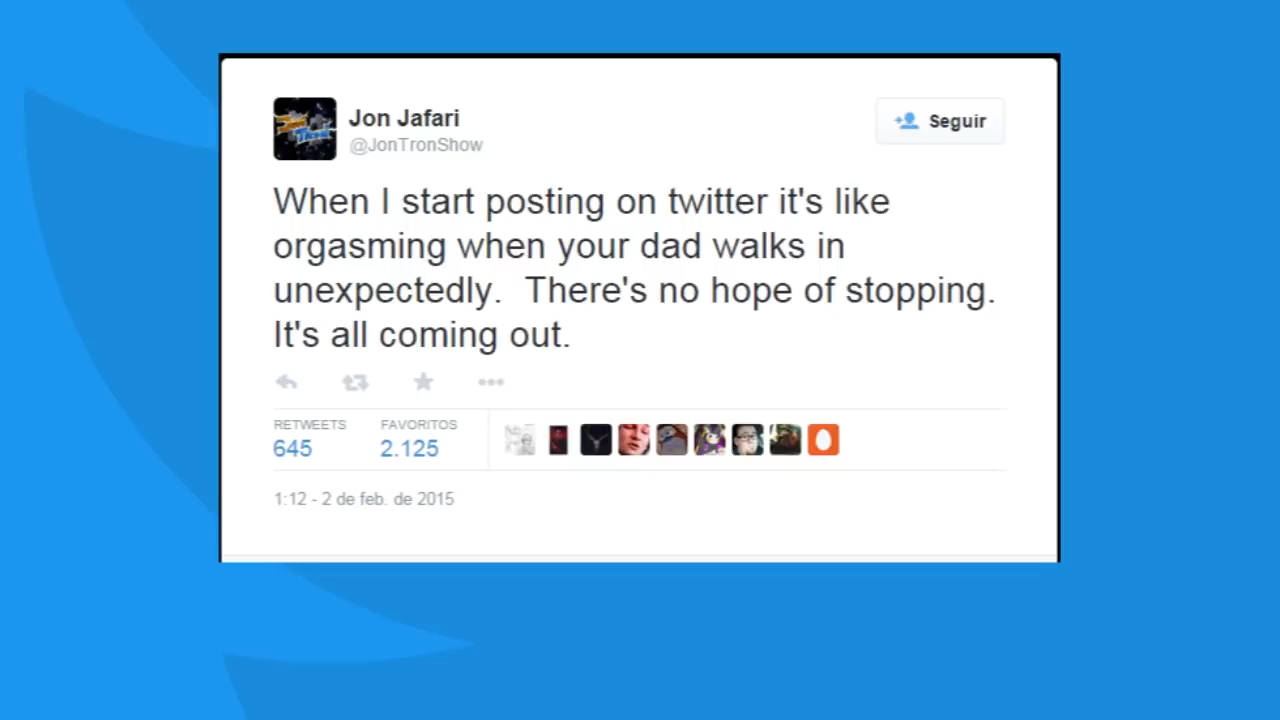 Jon Jafari
@JonTronShow
Seguir
When I start posting on twitter it's like
orgasming when your dad walks in
unexpectedly.  There's no hope of stopping.
It's all coming out.
RETWEETS FAVORITOS
645 2.125
1:12 - 2 de feb. de 2015